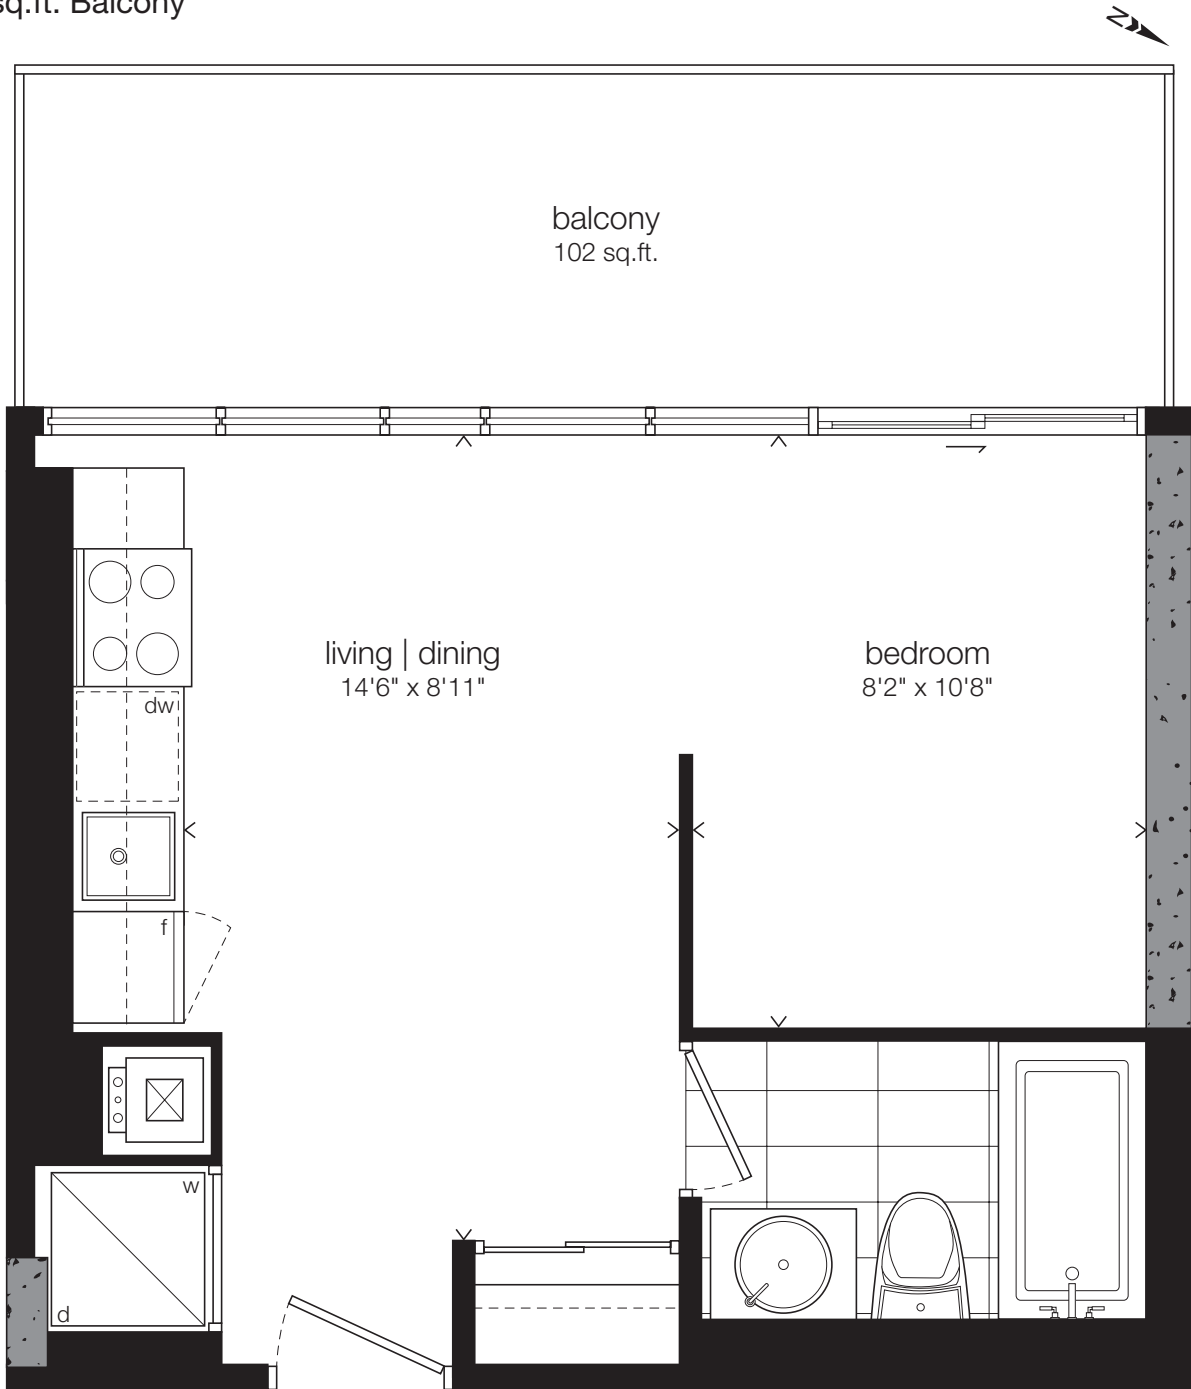 sq.ft. Balcony
N
balcony
102 sq.ft.
living | dining
14'6" x 8'11"
bedroom
8'2" x 10'8"
dw
f
w
d